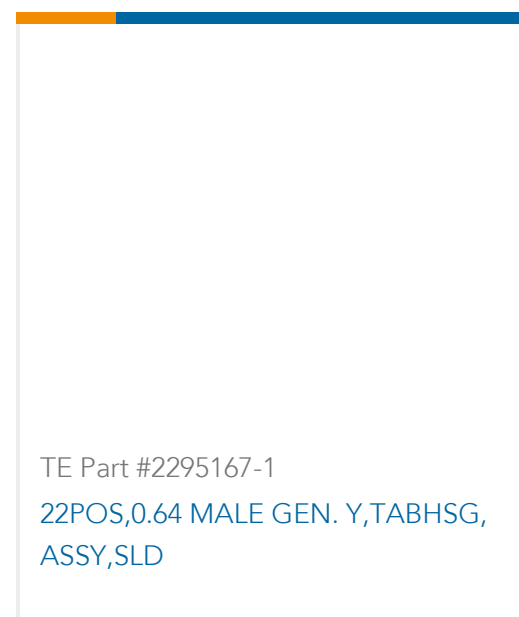 TE Part #2295167-1
22POS,0.64 MALE GEN. Y,TABHSG,
ASSY,SLD